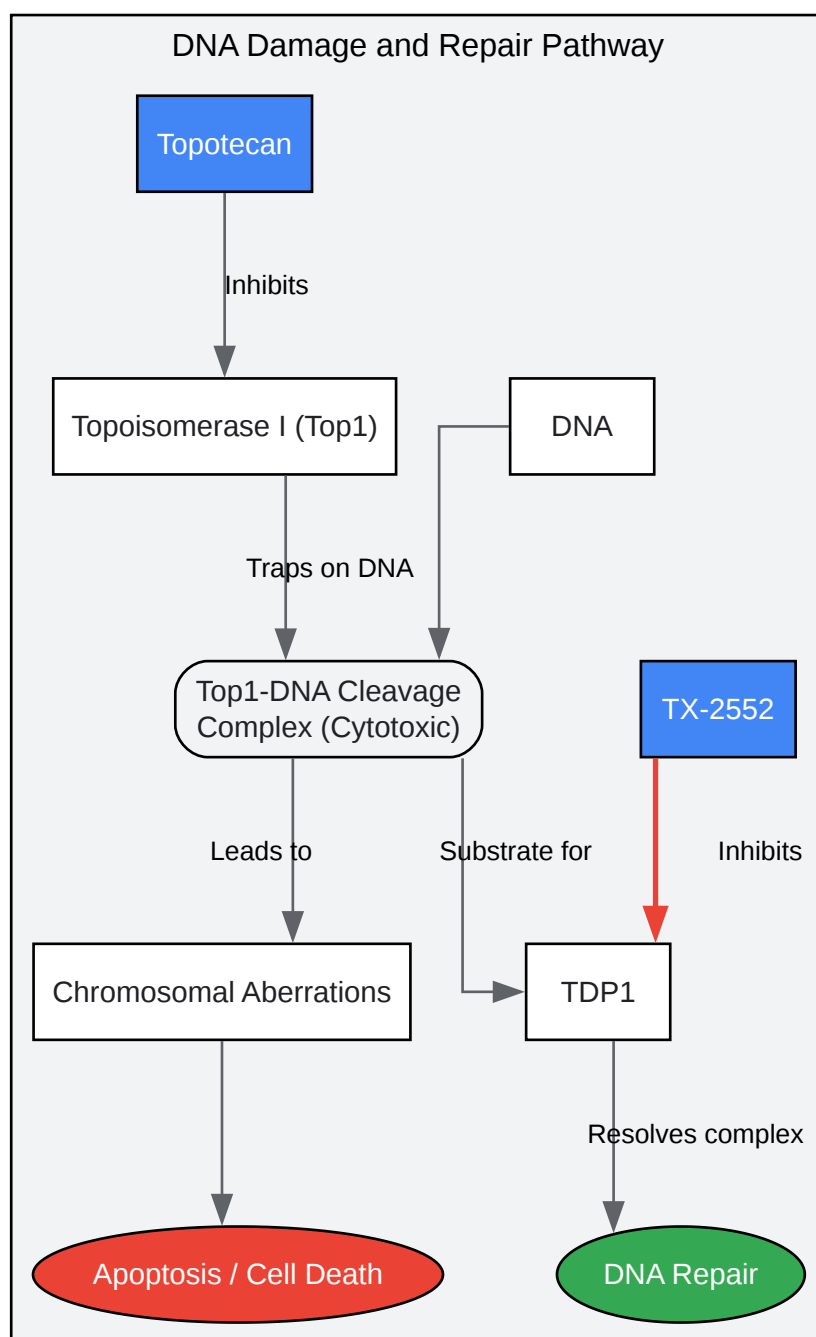 DNA Damage and Repair Pathway
Topotecan
Inhibits
Topoisomerase I (Top1)
DNA
Traps on DNA
Top1-DNA Cleavage
Complex (Cytotoxic)
TX-2552
Leads to
Substrate for
Inhibits
Chromosomal Aberrations
TDP1
Resolves complex
Apoptosis / Cell Death
DNA Repair